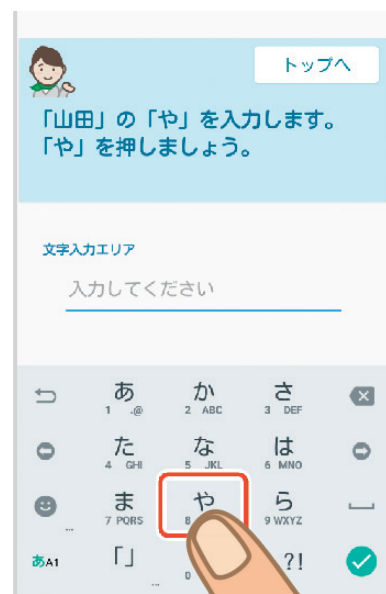 トップへ
「山田」の「や」を入力します。
「や」を押しましょう。
文字入力エリア
入力してください
あ か さ
1 .@ 2 ABC 3 DEF
た な は
4 GHI 5 JKL 6 MNO
ま や ら
7 PQRS 8 9 WXYZ
あA1 「」 ?!
0